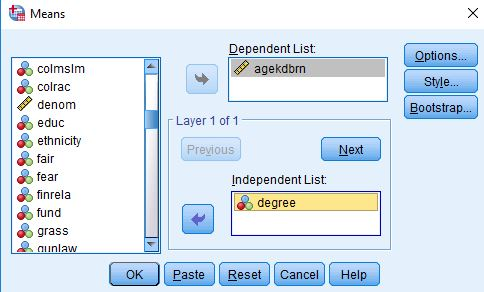 Means
Dependent List:
agekdbrn
Options...
Style...
Bootstrap...
colmslm
colrac
denom
educ
ethnicity
fair
fear
finrela
fund
grass
gunlaw
Layer 1 of 1
Previous
Next
Independent List:
degree
OK
Paste
Reset
Cancel
Help